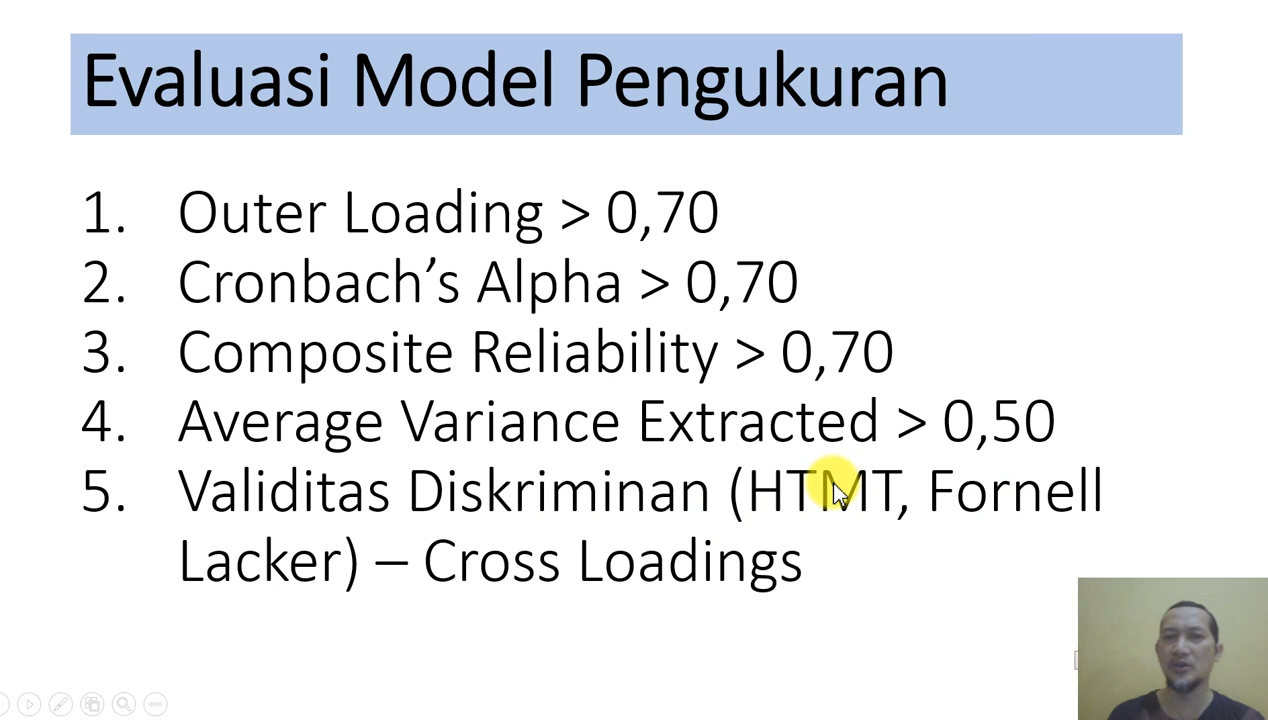 Evaluasi Model Pengukuran
1. Outer Loading > 0,70
2. Cronbach’s Alpha > 0,70
3. Composite Reliability > 0,70
4. Average Variance Extracted > 0,50
5. Validitas Diskriminan (HTMT, Fornell
Lacker) – Cross Loadings